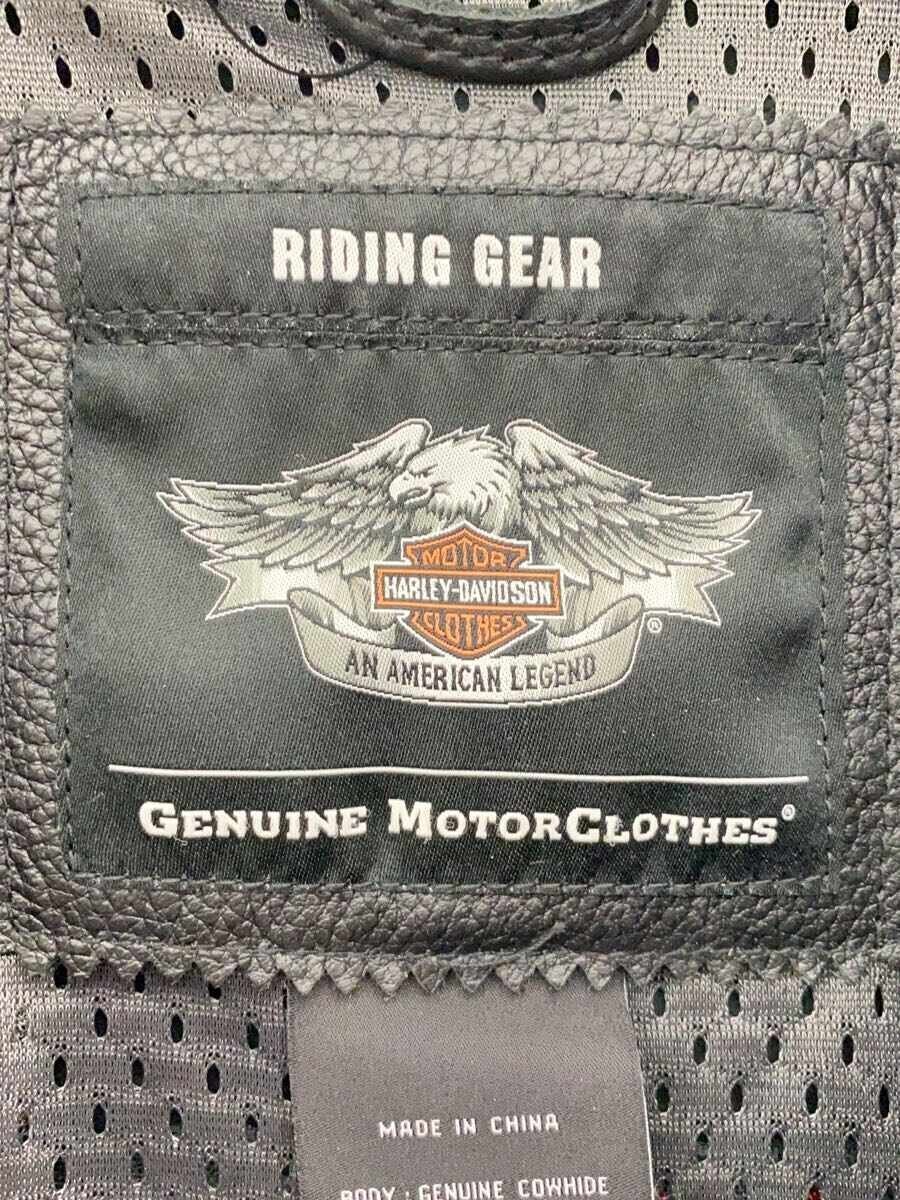 RIDING GEAR
MOTOR
HARLEY-DAVIDSON
CLOTHES
®
AN AMERICAN LEGEND
GENUINE MOTORCLOTHES®
MADE IN CHINA
BODY : GENUINE COWHIDE